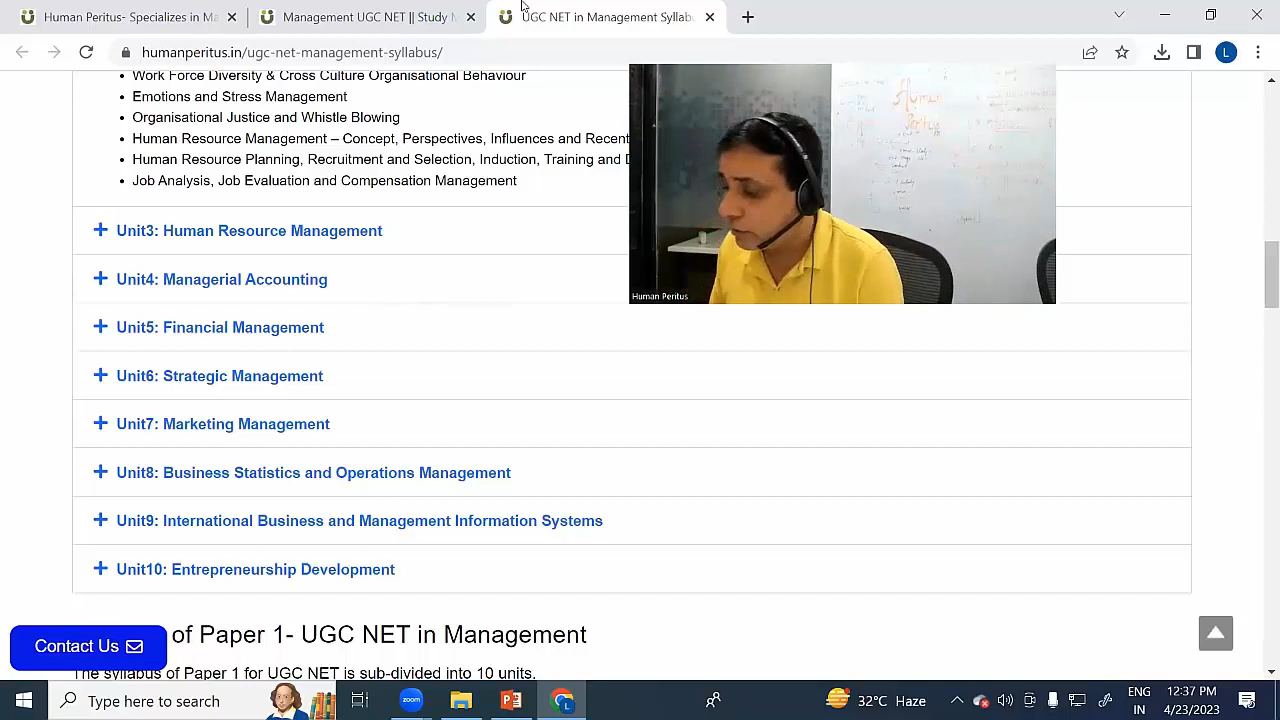 Human Peritus- Specializes in Ma
Management UGC NET || Study M
UGC NET in Management Syllabu
humanperitus.in/ugc-net-management-syllabus/
L
Work Force Diversity & Cross Culture Organisational Behaviour
Emotions and Stress Management
Organisational Justice and Whistle Blowing
Human Resource Management – Concept, Perspectives, Influences and Recent
Human Resource Planning, Recruitment and Selection, Induction, Training and D
Job Analysis, Job Evaluation and Compensation Management
Human
Human Peritus
Unit3: Human Resource Management
Unit4: Managerial Accounting
Unit5: Financial Management
Unit6: Strategic Management
Unit7: Marketing Management
Unit8: Business Statistics and Operations Management
Unit9: International Business and Management Information Systems
Unit10: Entrepreneurship Development
of Paper 1- UGC NET in Management
Contact Us
The syllabus of Paper 1 for UGC NET is sub-divided into 10 units.
Type here to search
zoom
32°C Haze
ENG
IN
12:37 PM
4/23/2023